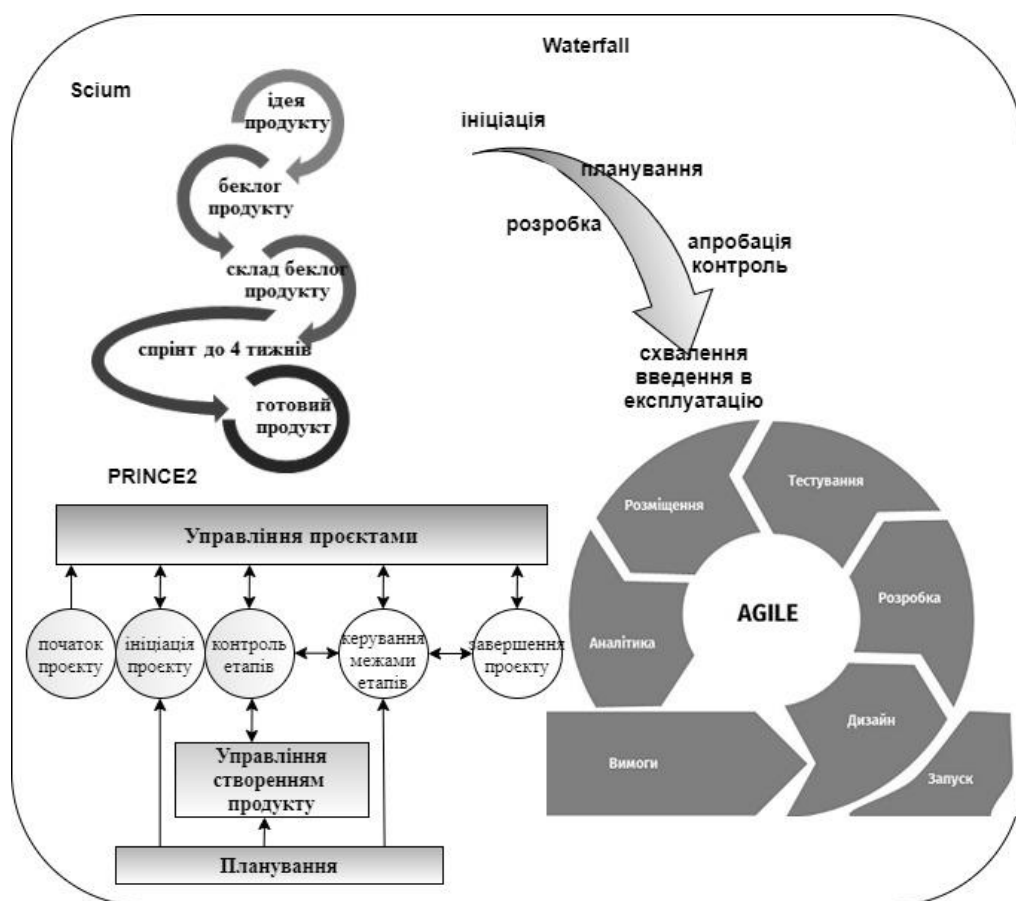 Waterfall
Scium
ідея
продукту
беклог
продукту
склад беклог
продукту
спрінт до 4 тижнів
готовий
продукт
ініціація
планування
розробка
апробація
контроль
схвалення
введення в
експлуатацію
PRINCE2
Управління проєктами
початок
проєкту
ініціація
проєкту
контроль
етапів
керування
межами
етапів
завершення
проєкту
Управління
створенням
продукту
Планування
Тестування
Розміщення
Розробка
AGILE
Аналітика
Дизайн
Вимоги
Запуск